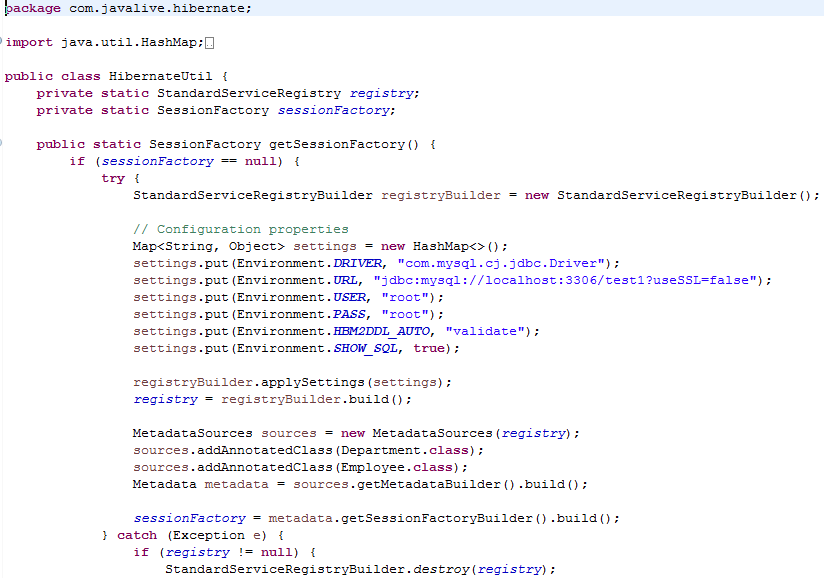 package com.javalive.hibernate;
import java.util.HashMap;
public class HibernateUtil {
private static StandardServiceRegistry registry;
private static SessionFactory sessionFactory;
public static SessionFactory getSessionFactory() {
if (sessionFactory == null) {
try {
StandardServiceRegistryBuilder registryBuilder = new StandardServiceRegistryBuilder();
// Configuration properties
Map<String, Object> settings = new HashMap<>();
settings.put(Environment.DRIVER, "com.mysql.cj.jdbc.Driver");
settings.put(Environment.URL, "jdbc:mysql://localhost:3306/test1?useSSL=false");
settings.put(Environment.USER, "root");
settings.put(Environment.PASS, "root");
settings.put(Environment.HBM2DDL_AUTO, "validate");
settings.put(Environment.SHOW_SQL, true);
registryBuilder.applySettings(settings);
registry = registryBuilder.build();
MetadataSources sources = new MetadataSources(registry);
sources.addAnnotatedClass(Department.class);
sources.addAnnotatedClass(Employee.class);
Metadata metadata = sources.getMetadataBuilder().build();
sessionFactory = metadata.getSessionFactoryBuilder().build();
} catch (Exception e) {
if (registry != null) {
StandardServiceRegistryBuilder.destroy(registry);